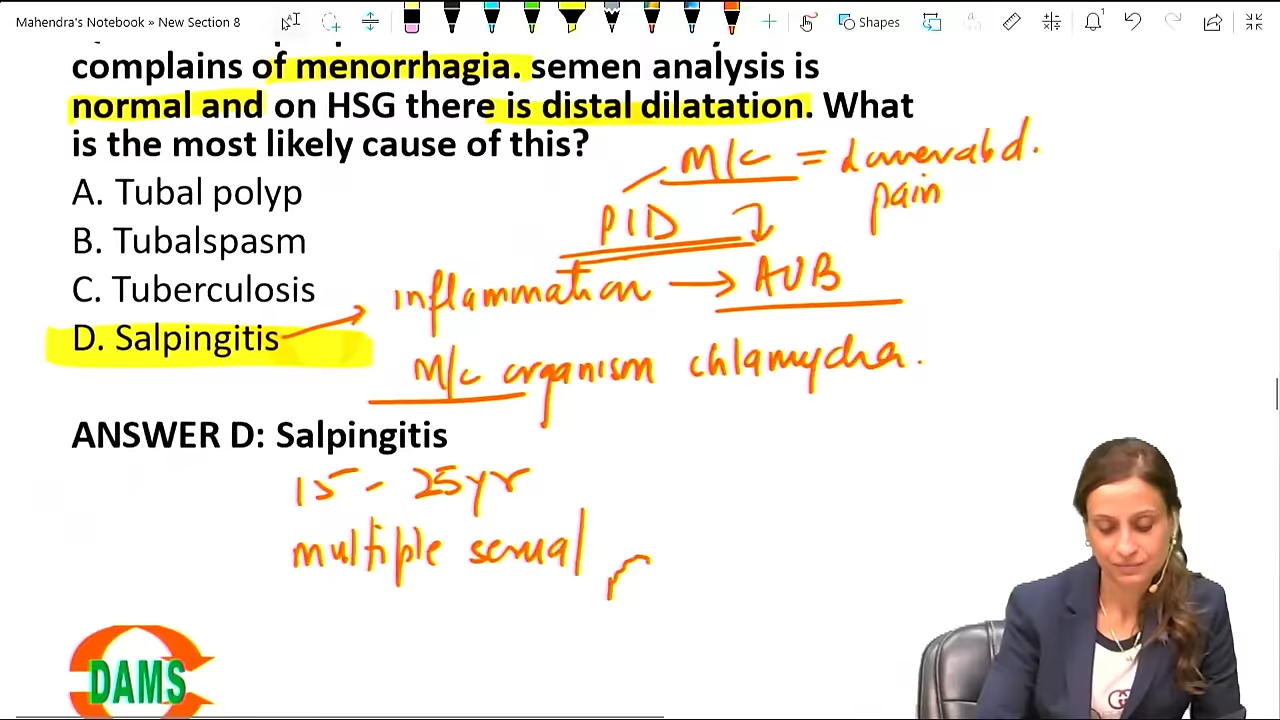 Mahendra's Notebook » New Section 8
Shapes
complains of menorrhagia. semen analysis is
normal and on HSG there is distal dilatation. What
is the most likely cause of this?
A. Tubal polyp
B. Tubalspasm
C. Tuberculosis
D. Salpingitis
M/C = Lowerabd.
pain
PID
inflammation → AUB
M/C organism chlamydia.
ANSWER D: Salpingitis
15 - 25yr
multiple sexual
DAMS